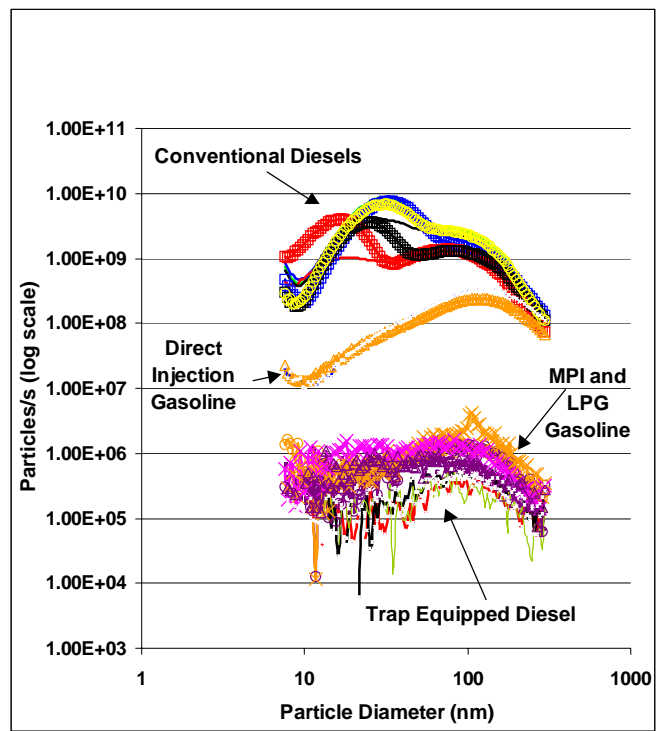 1.00E+11
Conventional Diesels
1.00E+10
1.00E+09
1.00E+08
Direct
Injection
Gasoline
1.00E+07
MPI and
LPG
Gasoline
1.00E+06
1.00E+05
1.00E+04
Trap Equipped Diesel
1.00E+03
Particles/s (log scale)
1
10
100
1000
Particle Diameter (nm)